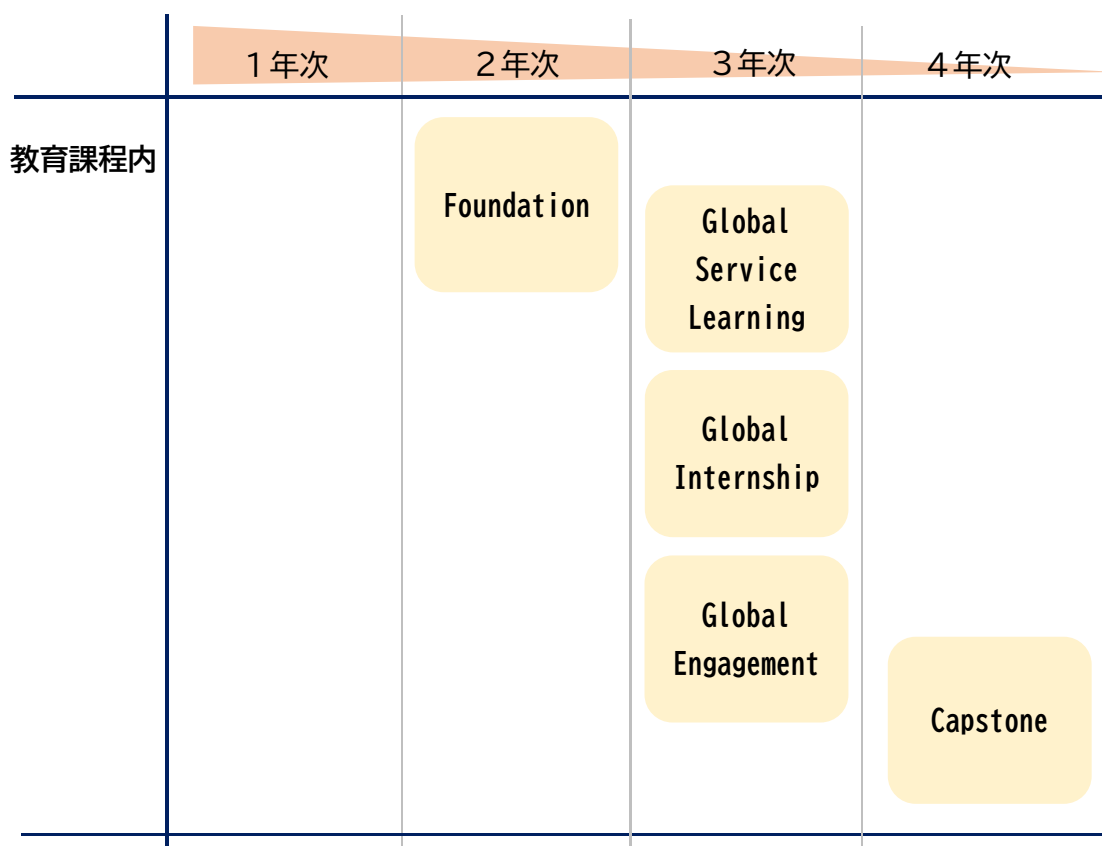 １年次
２年次
３年次
４年次
教育課程内
Foundation
Global
Service
Learning
Global
Internship
Global
Engagement
Capstone